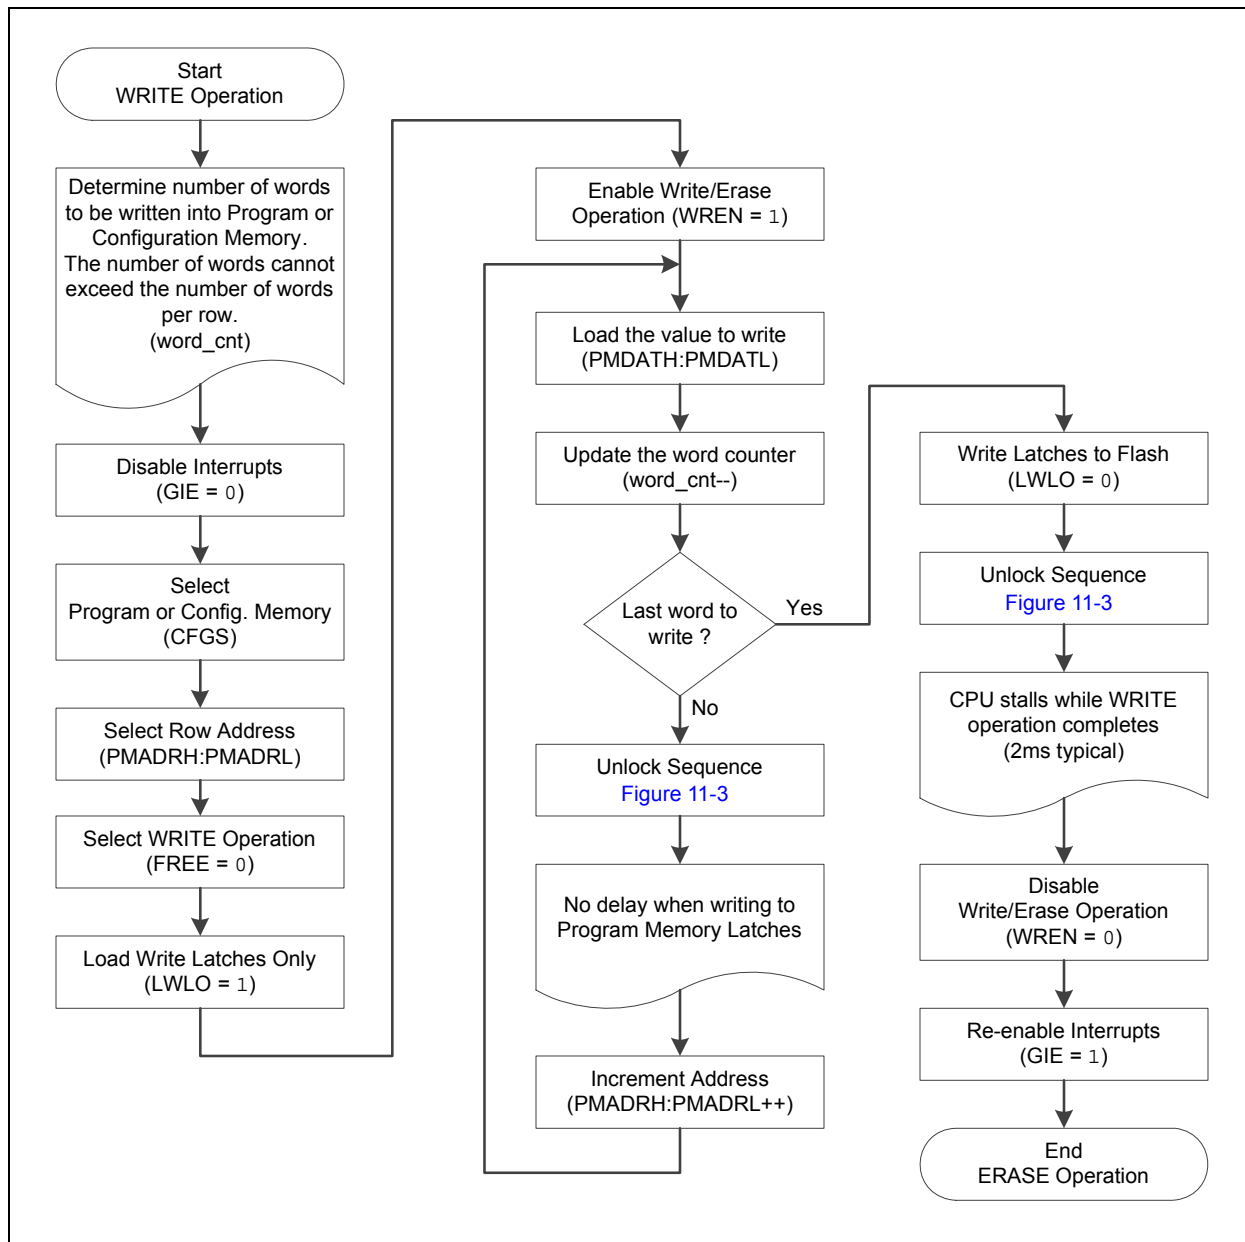 Start
WRITE Operation
Determine number of words
to be written into Program or
Configuration Memory.
The number of words cannot
exceed the number of words
per row.
(word_cnt)
Disable Interrupts
(GIE = 0)
Select
Program or Config. Memory
(CFGS)
Select Row Address
(PMADRH:PMADRL)
Select WRITE Operation
(FREE = 0)
Load Write Latches Only
(LWLO = 1)
Enable Write/Erase
Operation (WREN = 1)
Load the value to write
(PMDATH:PMDATL)
Update the word counter
(word_cnt--)
Last word to
write ?
Yes
No
Unlock Sequence
Figure 11-3
No delay when writing to
Program Memory Latches
Increment Address
(PMADRH:PMADRL++)
Write Latches to Flash
(LWLO = 0)
Unlock Sequence
Figure 11-3
CPU stalls while WRITE
operation completes
(2ms typical)
Disable
Write/Erase Operation
(WREN = 0)
Re-enable Interrupts
(GIE = 1)
End
ERASE Operation